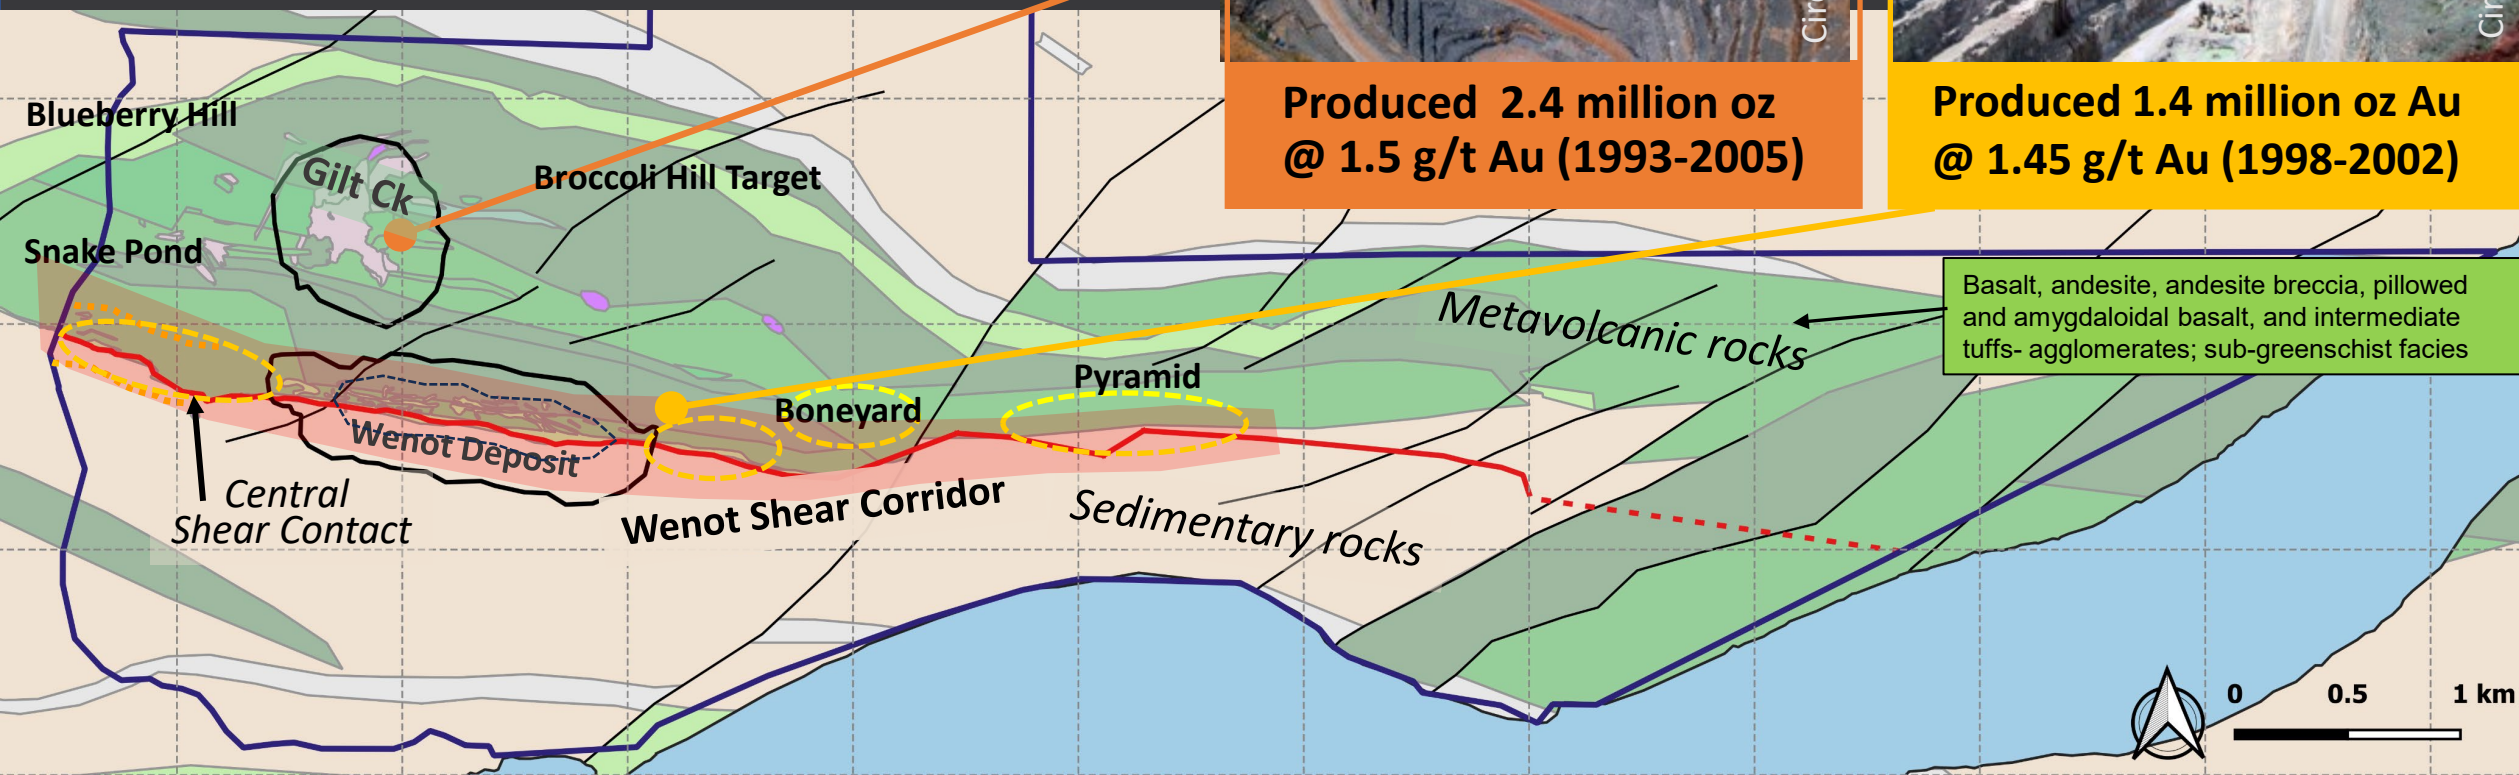 Cir
Cir
Produced 2.4 million oz
@ 1.5 g/t Au (1993-2005)
Produced 1.4 million oz Au
@ 1.45 g/t Au (1998-2002)
Blueberry Hill
Gilt Ck
Broccoli Hill Target
Snake Pond
Basalt, andesite, andesite breccia, pillowed
and amygdaloidal basalt, and intermediate
tuffs- agglomerates; sub-greenschist facies
Metavolcanic rocks
Pyramid
Boneyard
Wenot Deposit
Central
Shear Contact
Wenot Shear Corridor
Sedimentary rocks
0 0.5 1 km